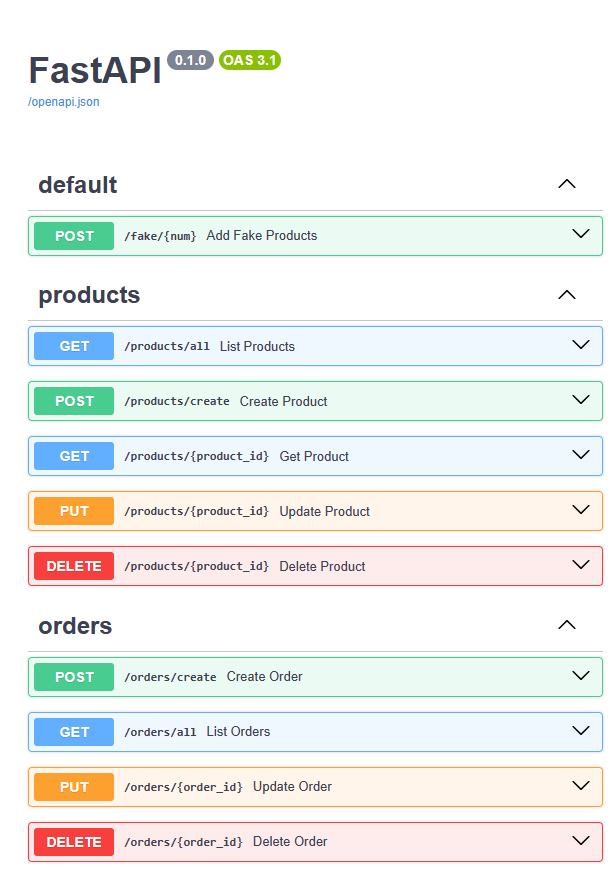 FastAPI 0.1.0 OAS 3.1
/openapi.json
default
POST /fake/{num} Add Fake Products
products
GET /products/all List Products
POST /products/create Create Product
GET /products/{product_id} Get Product
PUT /products/{product_id} Update Product
DELETE /products/{product_id} Delete Product
orders
POST /orders/create Create Order
GET /orders/all List Orders
PUT /orders/{order_id} Update Order
DELETE /orders/{order_id} Delete Order